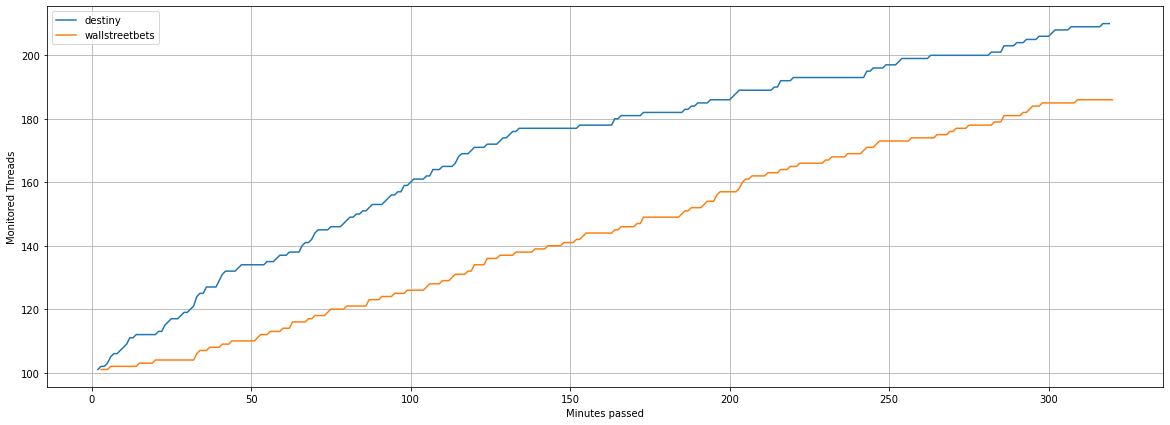 destiny
wallstreetbets
Monitored Threads
200
180
160
140
120
100
0 50 100 150 200 250 300
Minutes passed